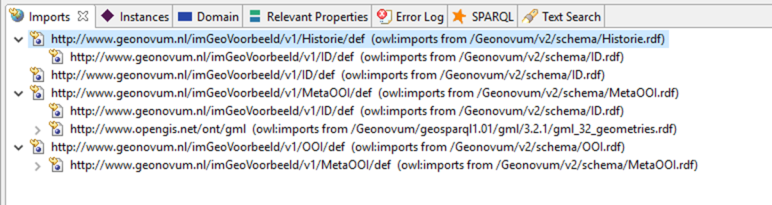 Imports Instances Domain Relevant Properties Error Log SPARQL Text Search
http://www.geonovum.nl/imGeoVoorbeeld/v1/Historie/def (owl:imports from /Geonovum/v2/schema/Historie.rdf)
http://www.geonovum.nl/imGeoVoorbeeld/v1/ID/def (owl:imports from /Geonovum/v2/schema/ID.rdf)
http://www.geonovum.nl/imGeoVoorbeeld/v1/ID/def (owl:imports from /Geonovum/v2/schema/ID.rdf)
http://www.geonovum.nl/imGeoVoorbeeld/v1/MetaOOI/def (owl:imports from /Geonovum/v2/schema/MetaOOI.rdf)
http://www.geonovum.nl/imGeoVoorbeeld/v1/ID/def (owl:imports from /Geonovum/v2/schema/ID.rdf)
http://www.opengis.net/ont/gml (owl:imports from /Geonovum/geosparql1.01/gml/3.2.1/gml_32_geometries.rdf)
http://www.geonovum.nl/imGeoVoorbeeld/v1/OOI/def (owl:imports from /Geonovum/v2/schema/OOI.rdf)
http://www.geonovum.nl/imGeoVoorbeeld/v1/MetaOOI/def (owl:imports from /Geonovum/v2/schema/MetaOOI.rdf)